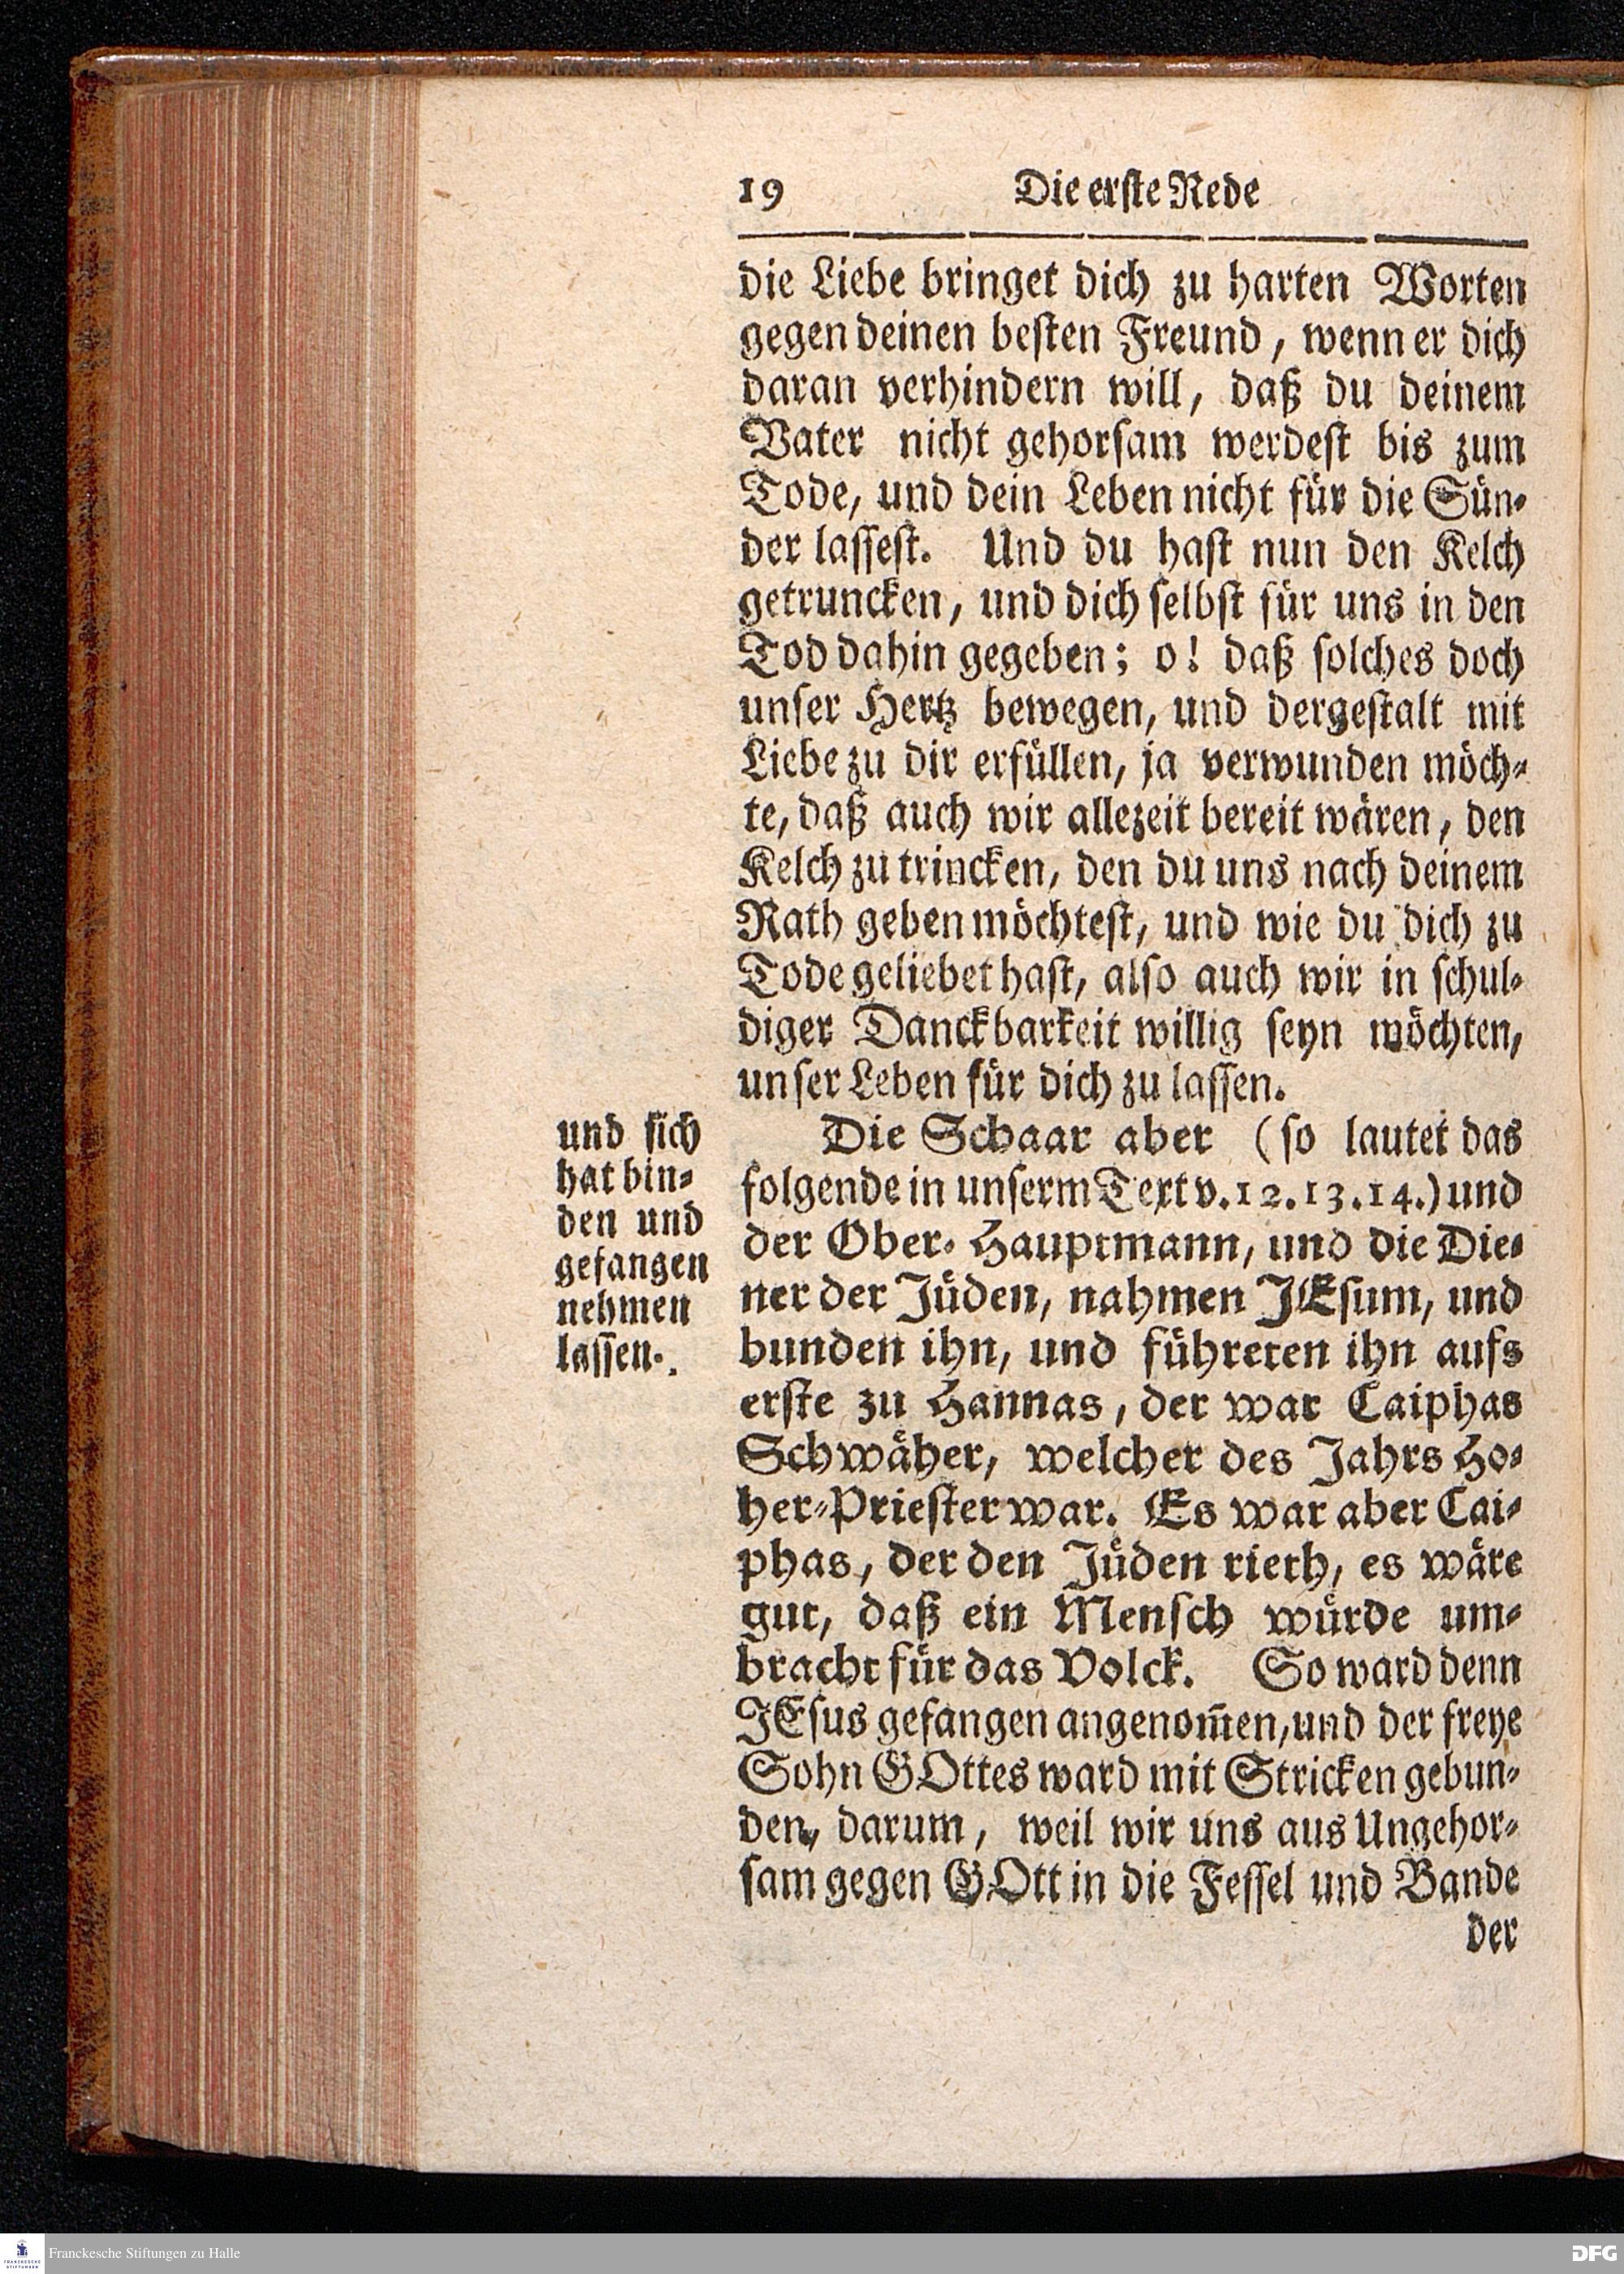 19 Die erste Rede
die Liebe bringet dich zu harten Worten
gegen deinen besten Freund, wenn er dich
daran verhindern will, daß du deinem
Vater nicht gehorsam werdest bis zum
Tode, und dein Leben nicht für die Sün-
der lassest. Und du hast nun den Kelch
getruncken, und dich selbst für uns in den
Tod dahin gegeben; o! daß solches doch
unser Hertz bewegen, und dergestalt mit
Liebe zu dir erfüllen, ja verwunden möch-
te, daß auch wir allezeit bereit wären, den
Kelch zu trincken, den du uns nach deinem
Rath geben möchtest, und wie du dich zu
Tode geliebet hast, also auch wir in schul-
diger Danckbarkeit willig seyn möchten,
unser Leben für dich zu lassen.
und sich
hat bin-
den und
gefangen
nehmen
lassen.
Die Schaar aber (so lautet das
folgende in unserm Text v. 12. 13. 14.) und
der Ober-Hauptmann, und die Die-
ner der Jüden, nahmen JEsum, und
bunden ihn, und führeten ihn aufs
erste zu Hannas, der war Caiphas
Schwäher, welcher des Jahrs Ho-
her-Priester war. Es war aber Cai-
phas, der den Jüden rieth, es wäre
gut, daß ein Mensch würde um-
bracht für das Volck. So ward denn
JEsus gefangen angenom̃en, und der freye
Sohn GOttes ward mit Stricken gebun-
den, darum, weil wir uns aus Ungehor-
sam gegen GOtt in die Fessel und Bande
der
FRANCKESCHE STIFTUNGEN
Franckesche Stiftungen zu Halle
DFG